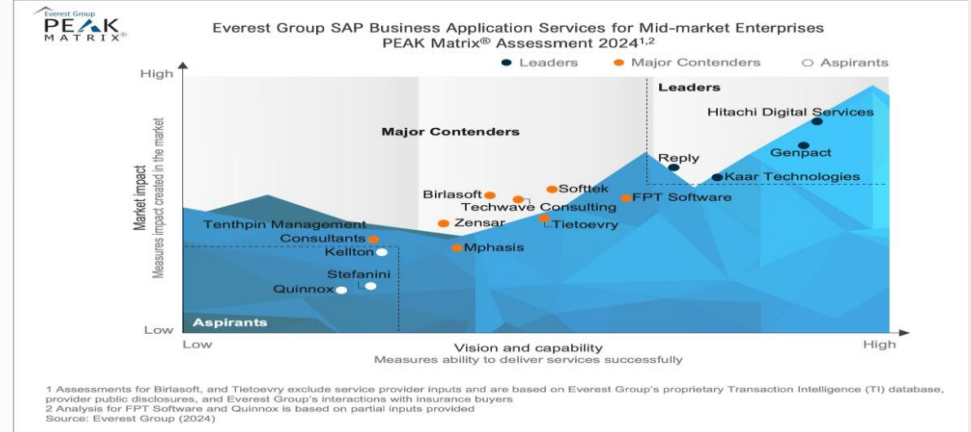 Everest Group
PEAK
MATRIX®
Everest Group SAP Business Application Services for Mid-market Enterprises
PEAK Matrix® Assessment 2024¹,²
Leaders
Major Contenders
Aspirants
High
Leaders
Hitachi Digital Services
Major Contenders
Genpact
Reply
Kaar Technologies
Market impact
Measures impact created in the market
Birlasoft
Softtek
FPT Software
Techwave Consulting
Tenthpin Management
Consultants
Zensar
Tietoevry
Kellton
Mphasis
Stefanini
Quinnox
Aspirants
Low
Low
Vision and capability
High
Measures ability to deliver services successfully
1 Assessments for Birlasoft, and Tietoevry exclude service provider inputs and are based on Everest Group's proprietary Transaction Intelligence (TI) database,
provider public disclosures, and Everest Group's interactions with insurance buyers
2 Analysis for FPT Software and Quinnox is based on partial inputs provided
Source: Everest Group (2024)